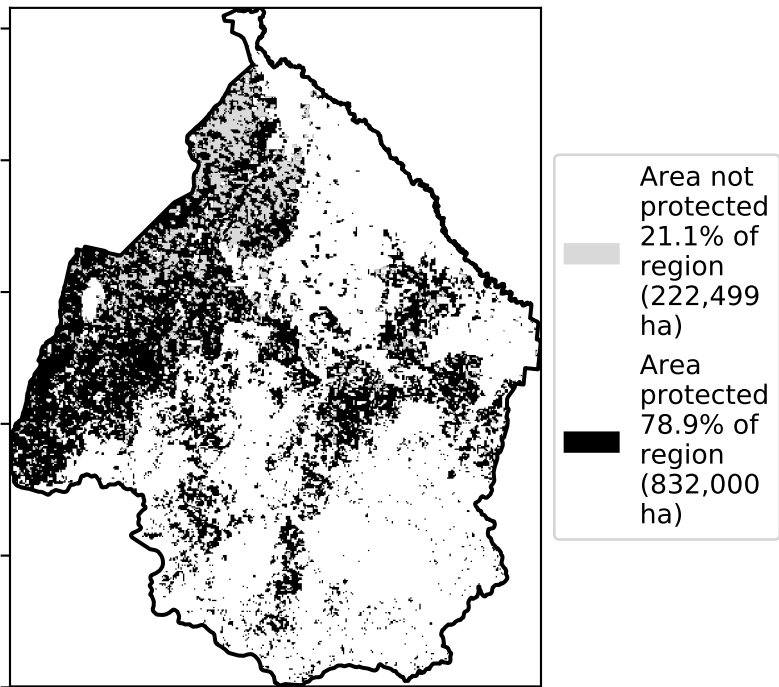 Area not
protected
21.1% of
region
(222,499
ha)
Area
protected
78.9% of
region
(832,000
ha)